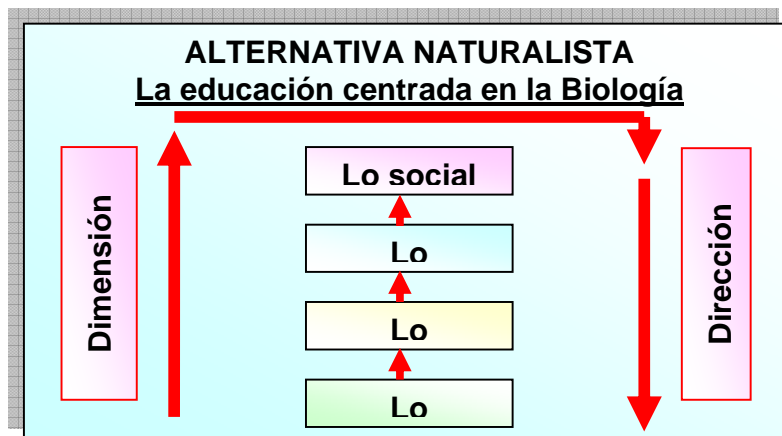 ALTERNATIVA NATURALISTA
La educación centrada en la Biología
Dimensión
Lo social
Lo
Lo
Lo
Dirección